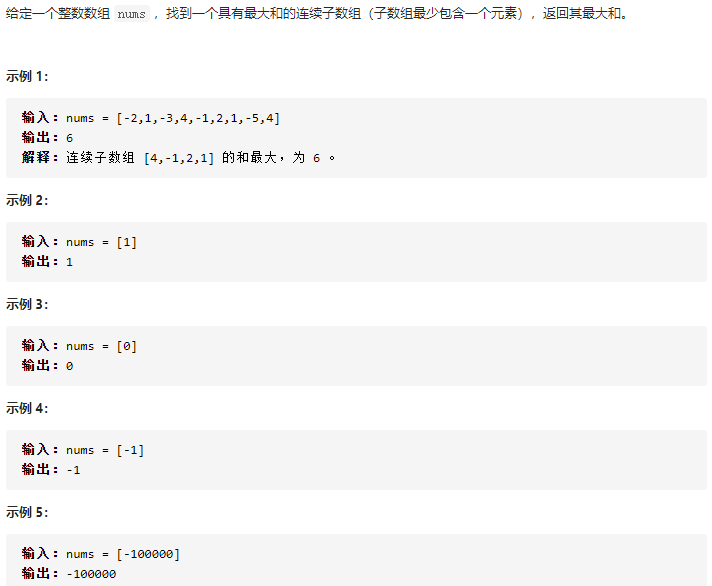 给定一个整数数组 nums ，找到一个具有最大和的连续子数组（子数组最少包含一个元素），返回其最大和。
示例 1：
输入：nums = [-2,1,-3,4,-1,2,1,-5,4]
输出：6
解释：连续子数组 [4,-1,2,1] 的和最大，为 6 。
示例 2：
输入：nums = [1]
输出：1
示例 3：
输入：nums = [0]
输出：0
示例 4：
输入：nums = [-1]
输出：-1
示例 5：
输入：nums = [-100000]
输出：-100000